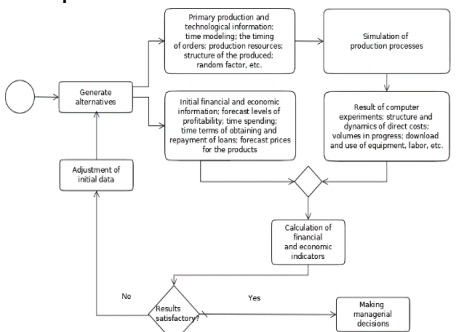 Primary production and
technological information;
time modeling; the timing
of orders; production resources;
structure of the produced;
random factor, etc.
Simulation of
production processes
Generate
alternatives
Initial financial and economic
information; forecast levels of
profitability; time spending;
time terms of obtaining and
repayment of loans; forecast prices
for the products
Result of computer
experiments: structure and
dynamics of direct costs;
volumes in progress; download
and use of equipment, labor, etc.
Adjustment of
initial data
Calculation of
financial
and economic
indicators
No
Results
satisfactory?
Yes
Making
managerial
decisions